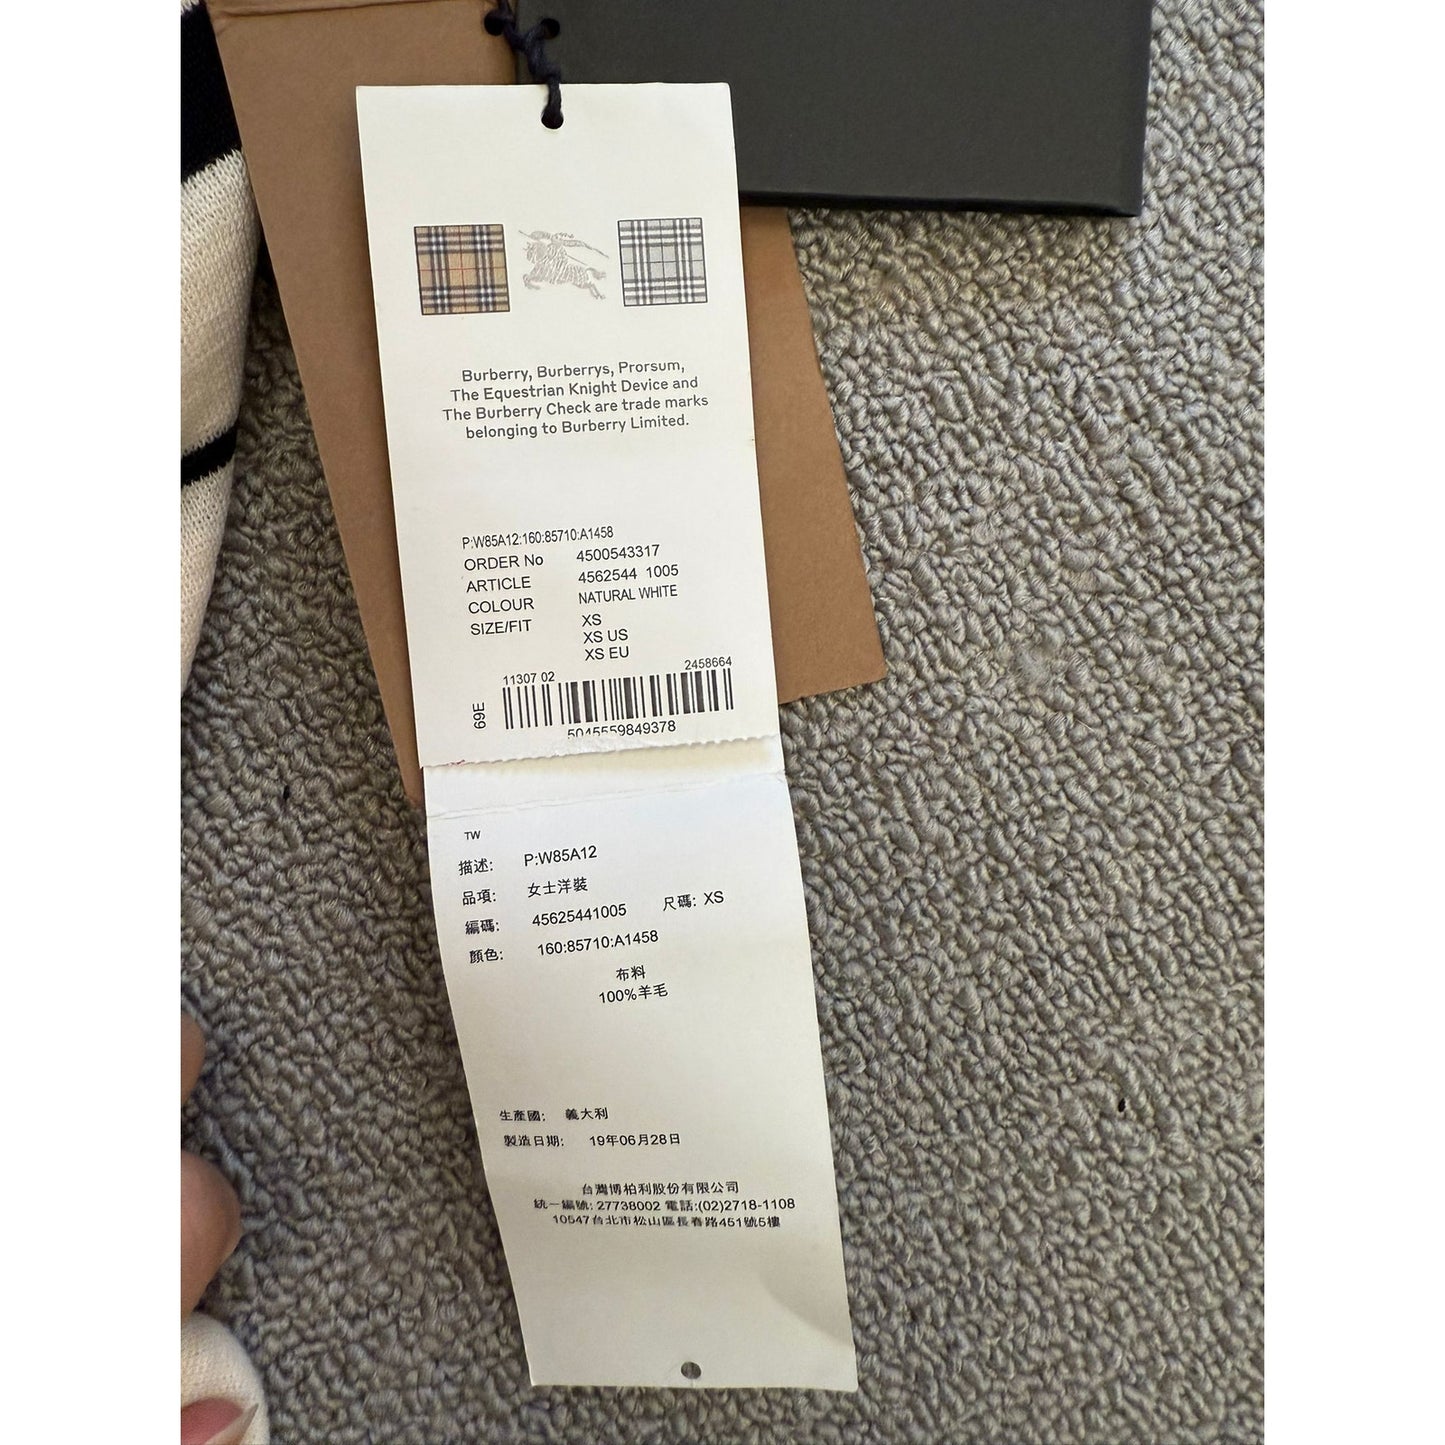 Burberry, Burberrys, Prorsum,
The Equestrian Knight Device and
The Burberry Check are trade marks
belonging to Burberry Limited.
P:W85A12:160:85710:A1458
ORDER No 4500543317
ARTICLE 4562544 1005
COLOUR NATURAL WHITE
SIZE/FIT XS
XS US
XS EU
11307 02 2458664
69E
5045559849378
TW
描述: P:W85A12
品項: 女士洋裝
編碼: 45625441005 尺碼: XS
顏色: 160:85710:A1458
布料
100%羊毛
生產國: 義大利
製造日期: 19年06月28日
台灣博柏利股份有限公司
統一編號: 27738002 電話:(02)2718-1108
10547台北市松山區長春路451號5樓